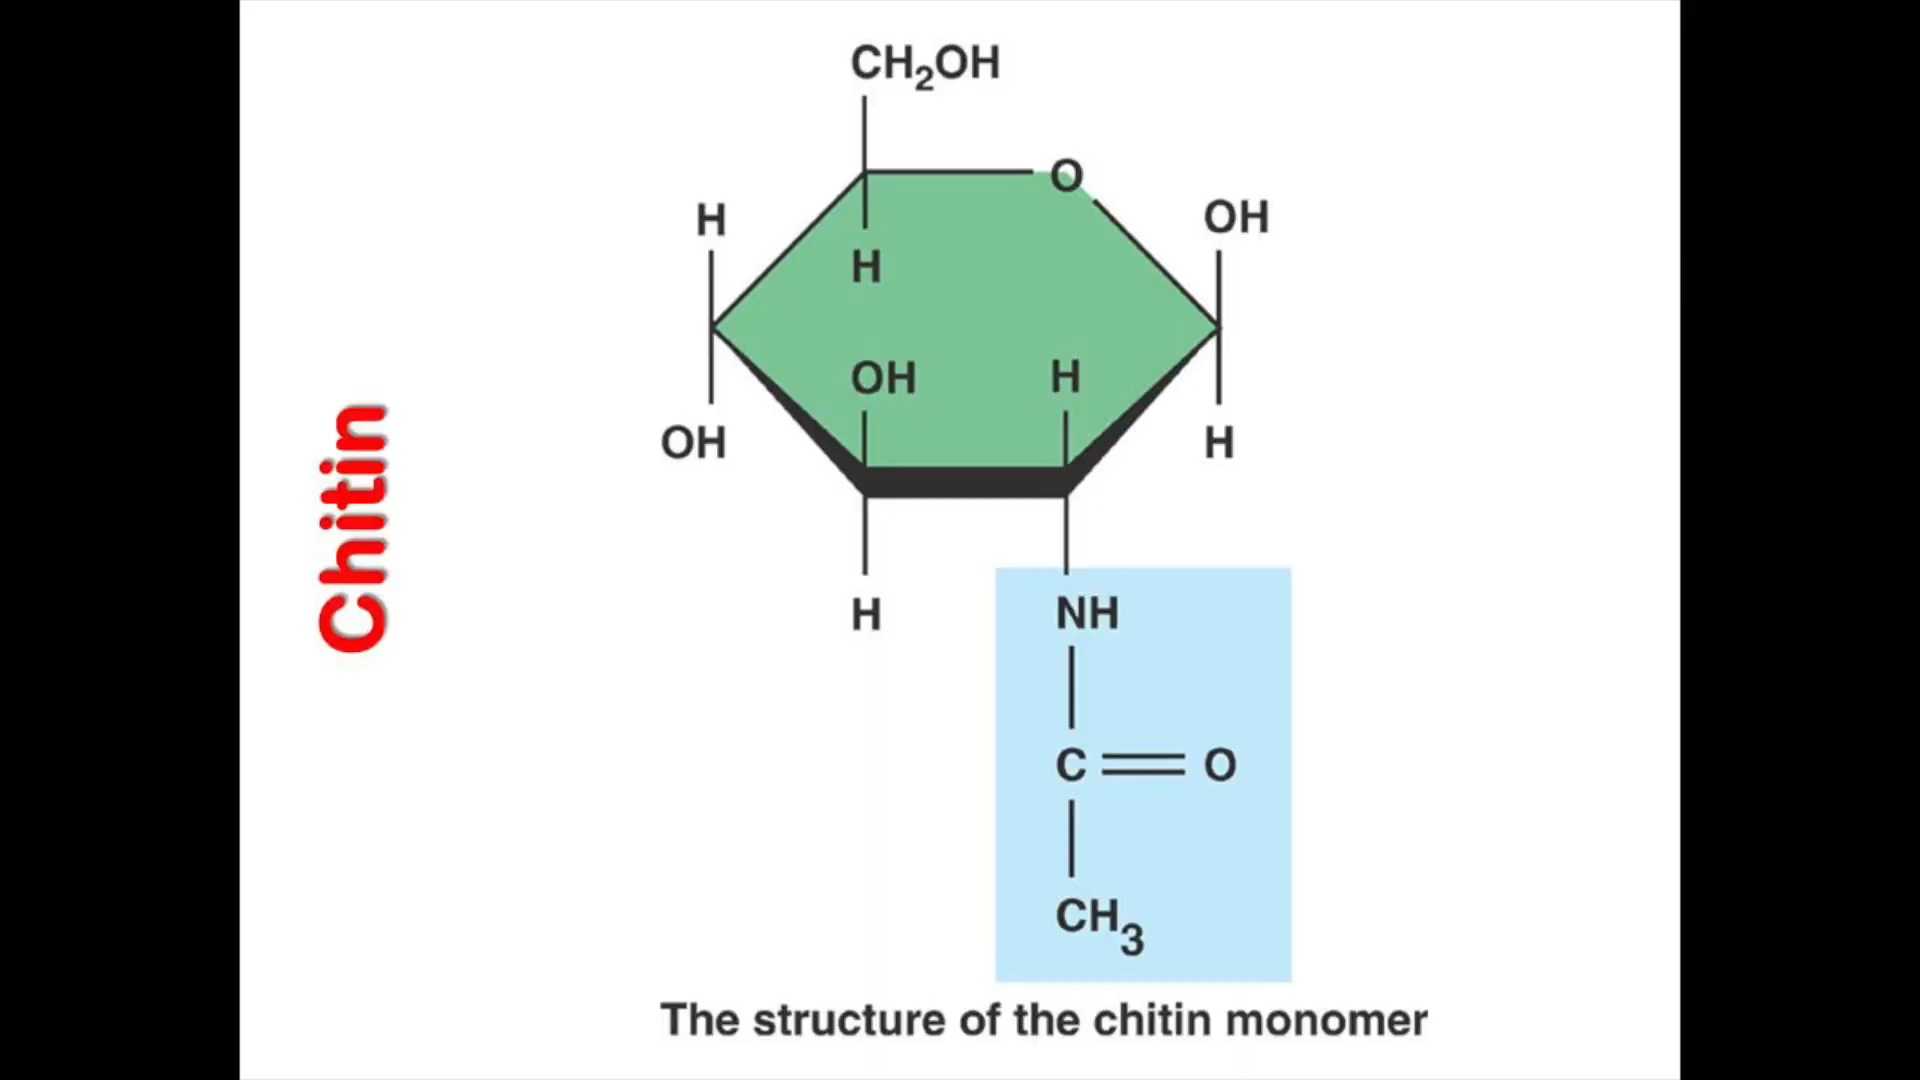 CH₂OH
O
H
OH
H
OH
H
OH
H
H
NH
C
O
CH₃
Chitin
The structure of the chitin monomer